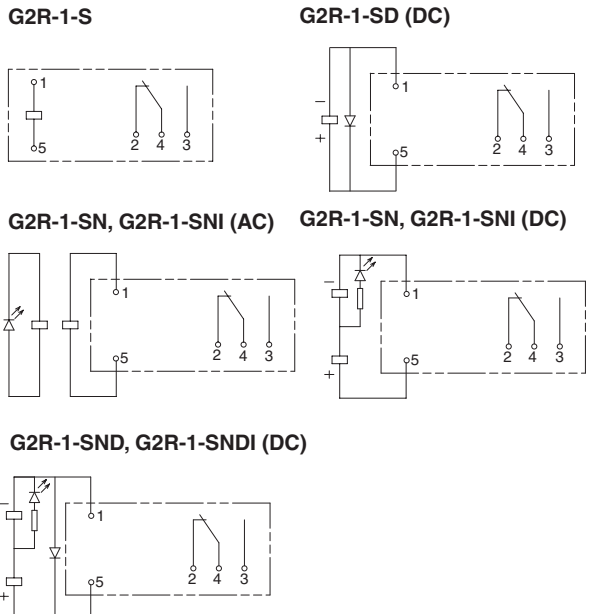 G2R-1-S
1
5
2 4 3
G2R-1-SD (DC)
−
+
1
5
2 4 3
G2R-1-SN, G2R-1-SNI (AC)
1
5
2 4 3
G2R-1-SN, G2R-1-SNI (DC)
−
+
1
5
2 4 3
G2R-1-SND, G2R-1-SNDI (DC)
−
+
1
5
2 4 3